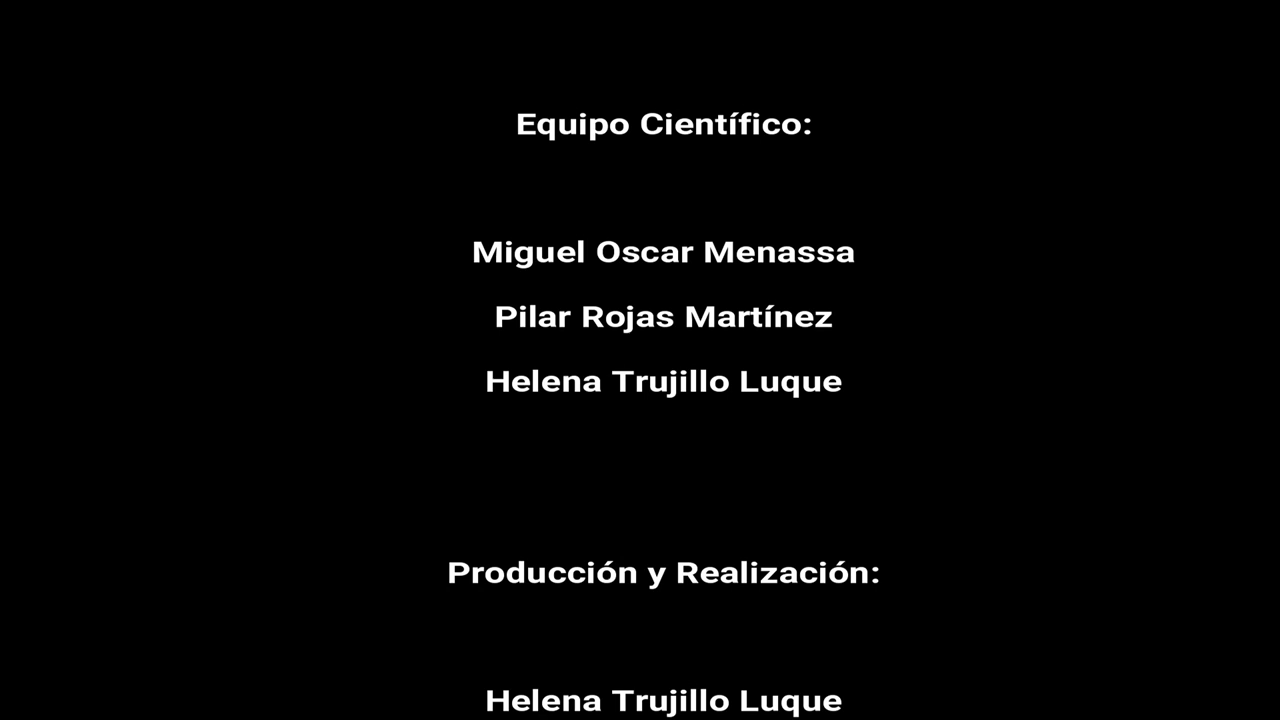 Equipo Científico:
Miguel Oscar Menassa
Pilar Rojas Martínez
Helena Trujillo Luque
Producción y Realización:
Helena Trujillo Luque